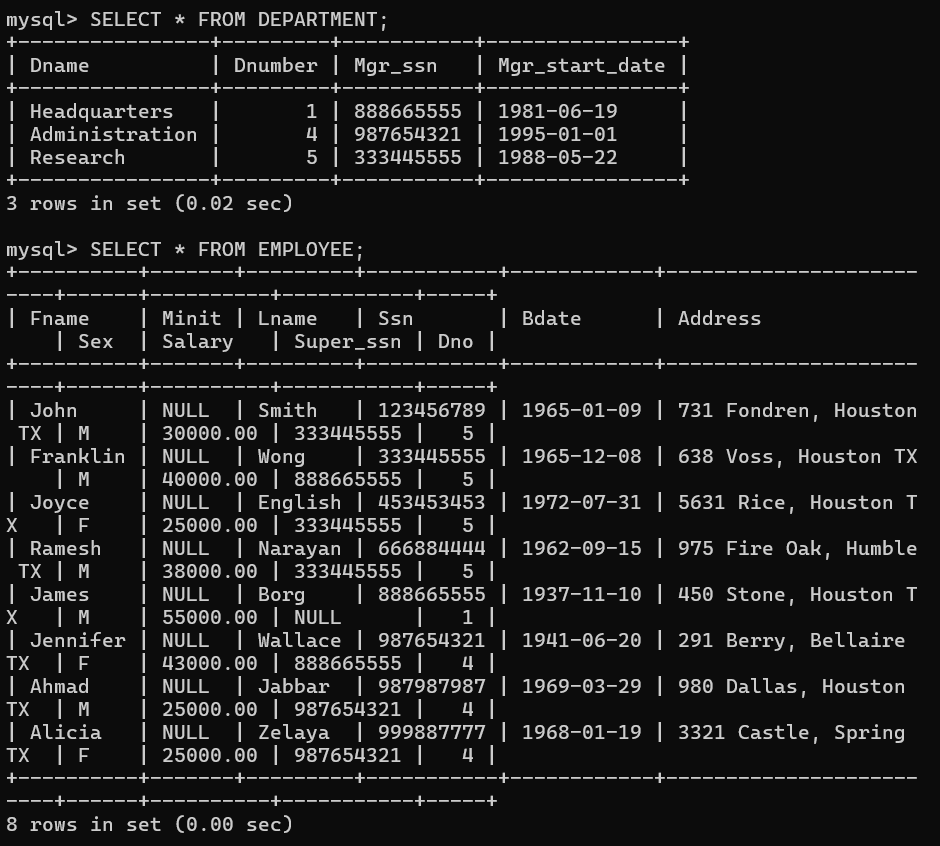 mysql> SELECT * FROM DEPARTMENT;
+----------------+---------+-----------+----------------+
| Dname          | Dnumber | Mgr_ssn   | Mgr_start_date |
+----------------+---------+-----------+----------------+
| Headquarters   |       1 | 888665555 | 1981-06-19     |
| Administration |       4 | 987654321 | 1995-01-01     |
| Research       |       5 | 333445555 | 1988-05-22     |
+----------------+---------+-----------+----------------+
3 rows in set (0.02 sec)

mysql> SELECT * FROM EMPLOYEE;
+----------+-------+---------+-----------+------------+---------------------
----+------+----------+-----------+-----+
| Fname    | Minit | Lname   | Ssn       | Bdate      | Address
    | Sex  | Salary   | Super_ssn | Dno |
+----------+-------+---------+-----------+------------+---------------------
----+------+----------+-----------+-----+
| John     | NULL  | Smith   | 123456789 | 1965-01-09 | 731 Fondren, Houston
 TX | M    | 30000.00 | 333445555 |   5 |
| Franklin | NULL  | Wong    | 333445555 | 1965-12-08 | 638 Voss, Houston TX
    | M    | 40000.00 | 888665555 |   5 |
| Joyce    | NULL  | English | 453453453 | 1972-07-31 | 5631 Rice, Houston T
X   | F    | 25000.00 | 333445555 |   5 |
| Ramesh   | NULL  | Narayan | 666884444 | 1962-09-15 | 975 Fire Oak, Humble
 TX | M    | 38000.00 | 333445555 |   5 |
| James    | NULL  | Borg    | 888665555 | 1937-11-10 | 450 Stone, Houston T
X   | M    | 55000.00 | NULL      |   1 |
| Jennifer | NULL  | Wallace | 987654321 | 1941-06-20 | 291 Berry, Bellaire
TX  | F    | 43000.00 | 888665555 |   4 |
| Ahmad    | NULL  | Jabbar  | 987987987 | 1969-03-29 | 980 Dallas, Houston
TX  | M    | 25000.00 | 987654321 |   4 |
| Alicia   | NULL  | Zelaya  | 999887777 | 1968-01-19 | 3321 Castle, Spring
TX  | F    | 25000.00 | 987654321 |   4 |
+----------+-------+---------+-----------+------------+---------------------
----+------+----------+-----------+-----+
8 rows in set (0.00 sec)